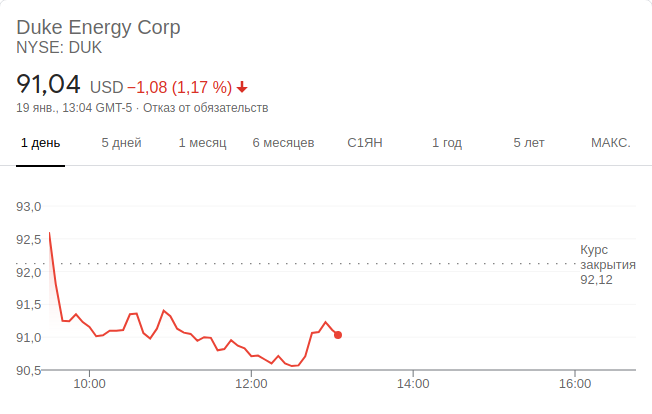 Duke Energy Corp
NYSE: DUK
91,04 USD −1,08 (1,17 %)
19 янв., 13:04 GMT-5 · Отказ от обязательств
1 день 5 дней 1 месяц 6 месяцев С1ЯН 1 год 5 лет МАКС.
93,0
92,5
Курс
закрытия
92,12
92,0
91,5
91,0
90,5
10:00 12:00 14:00 16:00